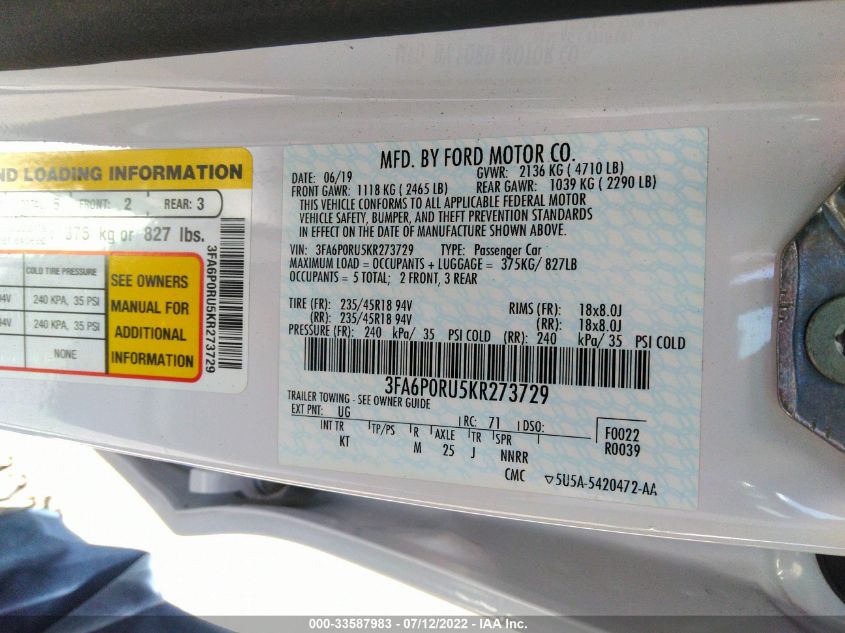 ND LOADING INFORMATION
TOTAL: 5 FRONT: 2 REAR: 3
375 kg or 827 lbs.
COLD TIRE PRESSURE
94V 240 KPA, 35 PSI
94V 240 KPA, 35 PSI
NONE
SEE OWNERS
MANUAL FOR
ADDITIONAL
INFORMATION
3FA6P0RU5KR273729
MFD. BY FORD MOTOR CO.
DATE: 06/19 GVWR: 2136 KG ( 4710 LB)
FRONT GAWR: 1118 KG ( 2465 LB) REAR GAWR: 1039 KG ( 2290 LB)
THIS VEHICLE CONFORMS TO ALL APPLICABLE FEDERAL MOTOR
VEHICLE SAFETY, BUMPER, AND THEFT PREVENTION STANDARDS
IN EFFECT ON THE DATE OF MANUFACTURE SHOWN ABOVE.
VIN: 3FA6P0RU5KR273729 TYPE: Passenger Car
MAXIMUM LOAD = OCCUPANTS + LUGGAGE = 375KG/ 827LB
OCCUPANTS = 5 TOTAL; 2 FRONT, 3 REAR
TIRE (FR): 235/45R18 94V RIMS (FR): 18x8.0J
(RR): 235/45R18 94V (RR): 18x8.0J
PRESSURE (FR): 240 kPa/ 35 PSI COLD (RR): 240 kPa/ 35 PSI COLD
3FA6P0RU5KR273729
TRAILER TOWING - SEE OWNER GUIDE
EXT PNT: UG RC: 71 DSO: F0022
INT TR TP/PS R AXLE TR SPR R0039
KT M 25 J NNRR
CMC ▽5U5A-5420472-AA
000-33587983 - 07/12/2022 - IAA Inc.